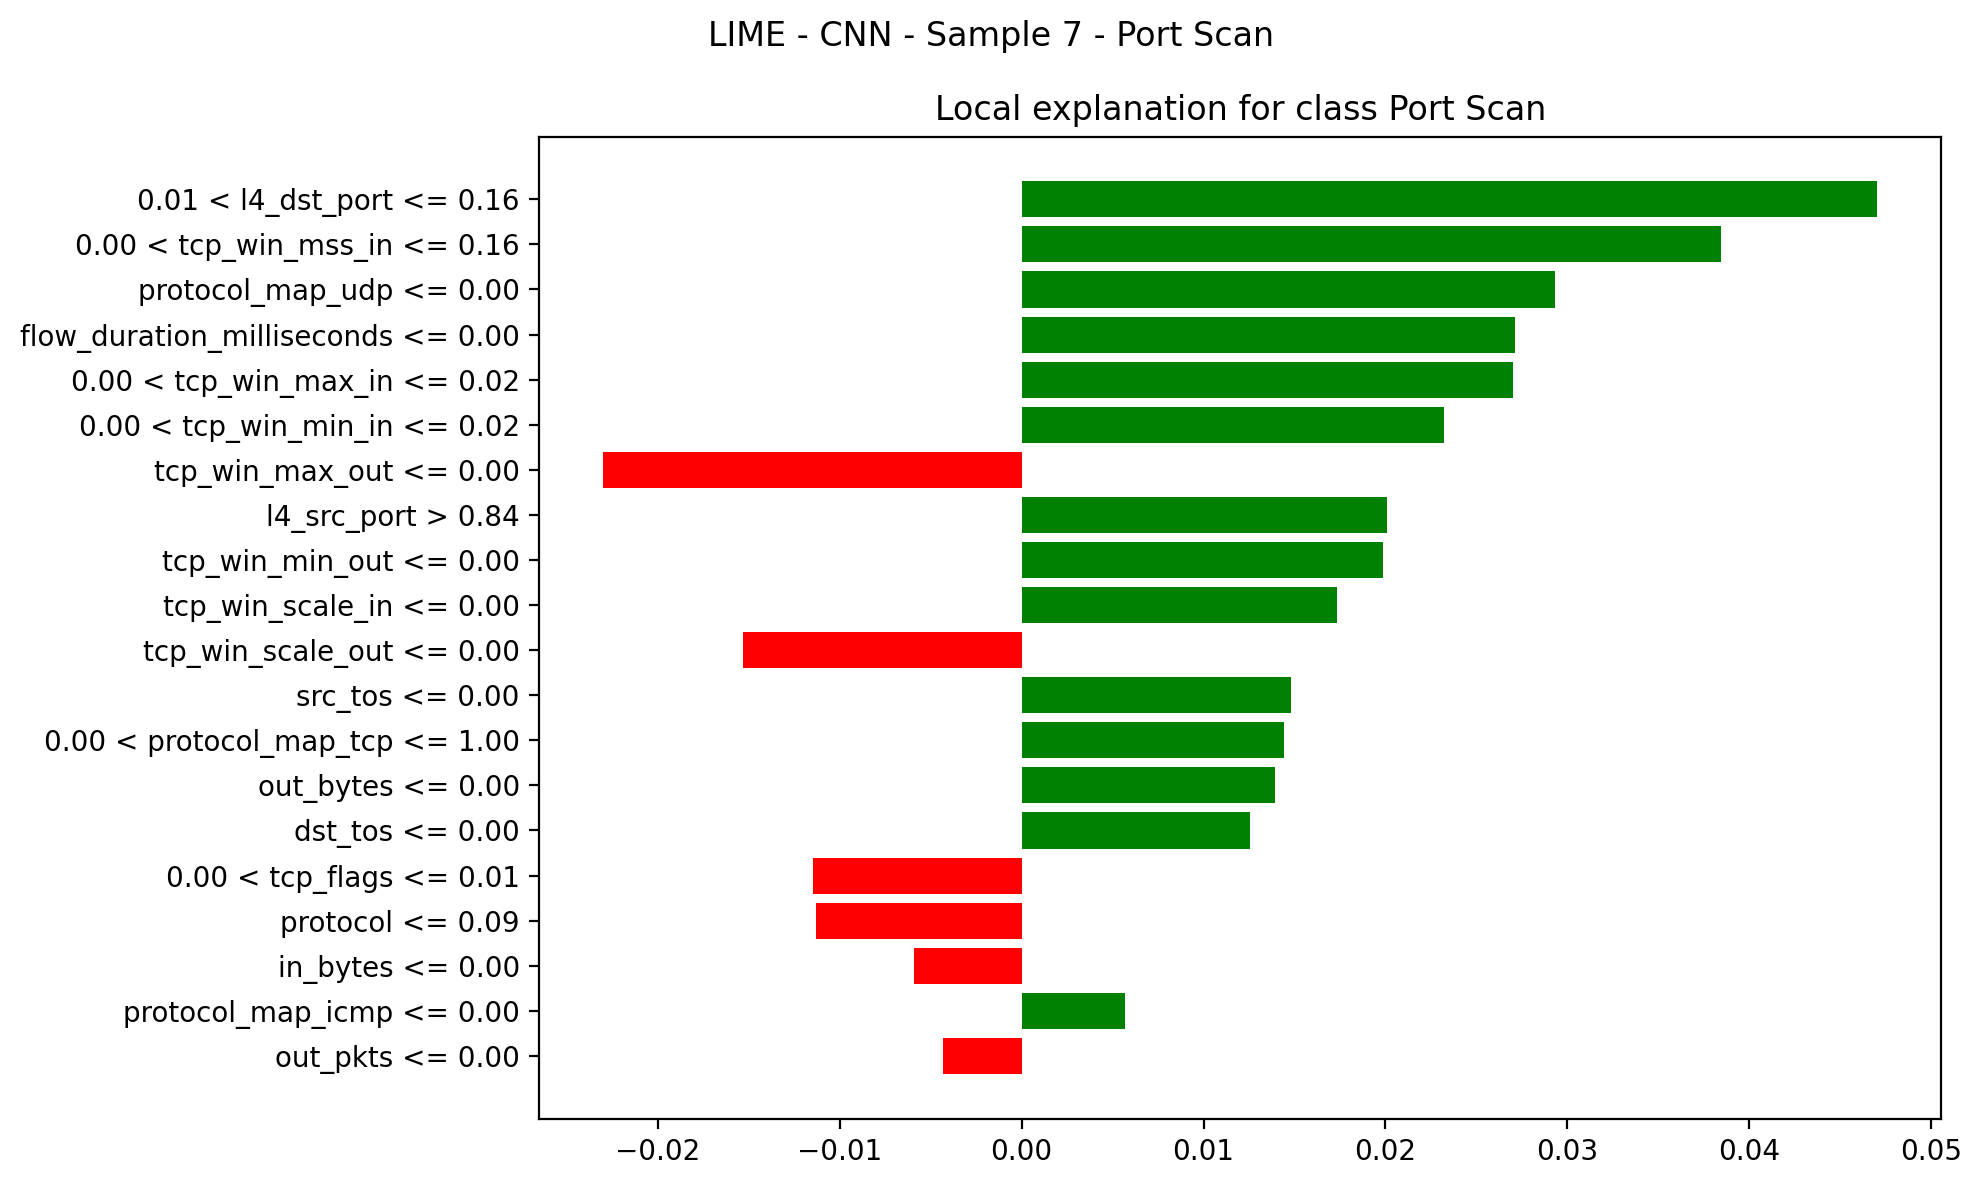 LIME - CNN - Sample 7 - Port Scan
Local explanation for class Port Scan
0.01 < l4_dst_port <= 0.16
0.00 < tcp_win_mss_in <= 0.16
protocol_map_udp <= 0.00
flow_duration_milliseconds <= 0.00
0.00 < tcp_win_max_in <= 0.02
0.00 < tcp_win_min_in <= 0.02
tcp_win_max_out <= 0.00
l4_src_port > 0.84
tcp_win_min_out <= 0.00
tcp_win_scale_in <= 0.00
tcp_win_scale_out <= 0.00
src_tos <= 0.00
0.00 < protocol_map_tcp <= 1.00
out_bytes <= 0.00
dst_tos <= 0.00
0.00 < tcp_flags <= 0.01
protocol <= 0.09
in_bytes <= 0.00
protocol_map_icmp <= 0.00
out_pkts <= 0.00
−0.02 −0.01 0.00 0.01 0.02 0.03 0.04 0.05